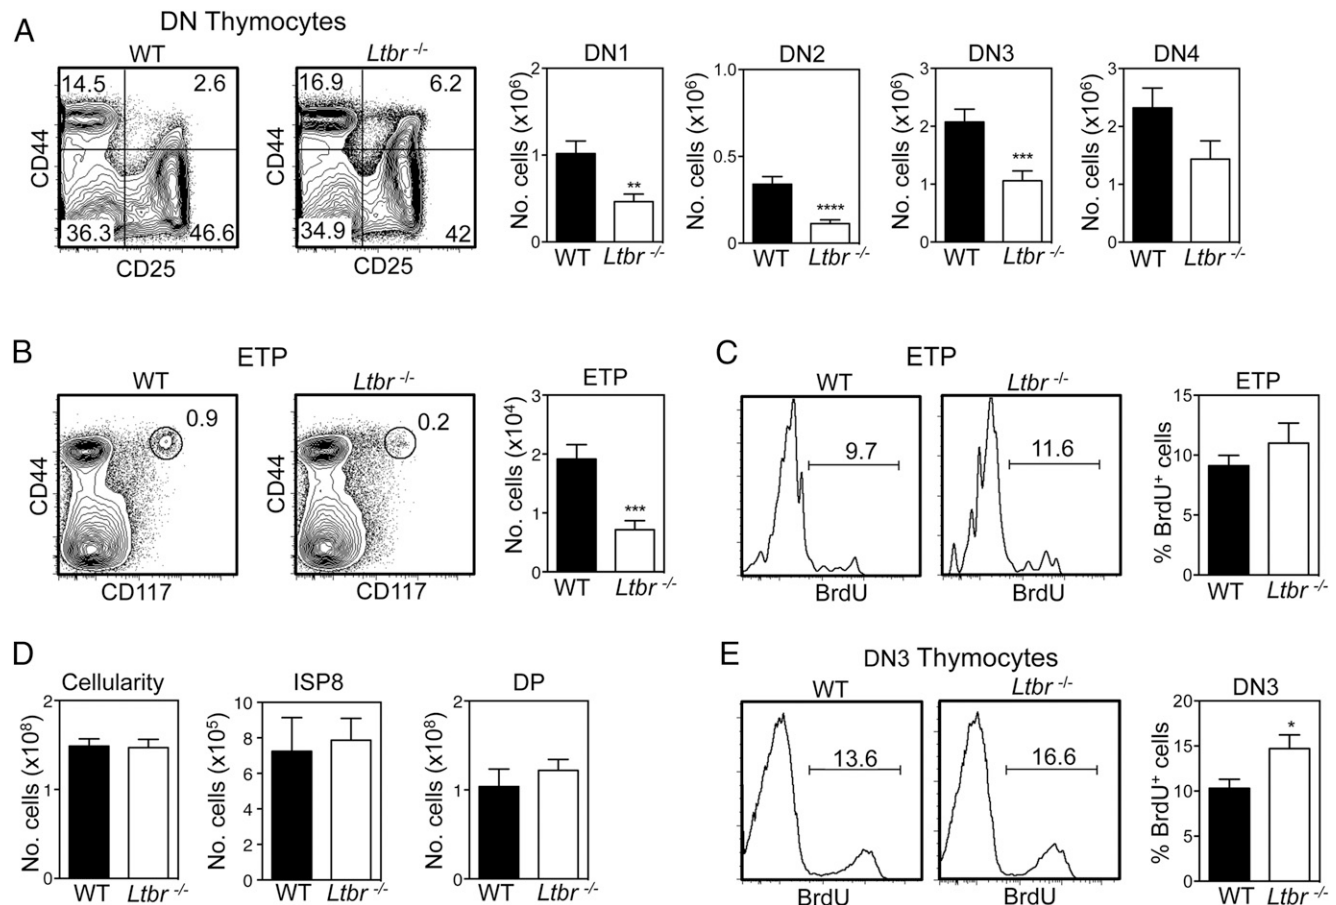 A
DN Thymocytes
WT
Ltbr -/-
14.5
2.6
36.3
46.6
CD44
CD25
16.9
6.2
34.9
42
CD44
CD25
DN1
No. cells (x10⁶)
2
1
0
**
WT Ltbr -/-
DN2
No. cells (x10⁶)
1.0
0.5
0
****
WT Ltbr -/-
DN3
No. cells (x10⁶)
3
2
1
0
***
WT Ltbr -/-
DN4
No. cells (x10⁶)
3
2
1
0
WT Ltbr -/-
B
ETP
WT
Ltbr -/-
0.9
CD44
CD117
0.2
CD44
CD117
ETP
No. cells (x10⁴)
3
2
1
0
***
WT Ltbr -/-
C
ETP
WT
Ltbr -/-
9.7
BrdU
11.6
BrdU
ETP
% BrdU⁺ cells
15
10
5
0
WT Ltbr -/-
D
Cellularity
No. cells (x10⁸)
2
1
0
WT Ltbr -/-
ISP8
No. cells (x10⁵)
10
8
6
4
2
0
WT Ltbr -/-
DP
No. cells (x10⁸)
2
1
0
WT Ltbr -/-
E
DN3 Thymocytes
WT
Ltbr -/-
13.6
BrdU
16.6
BrdU
DN3
% BrdU⁺ cells
20
15
10
5
0
*
WT Ltbr -/-